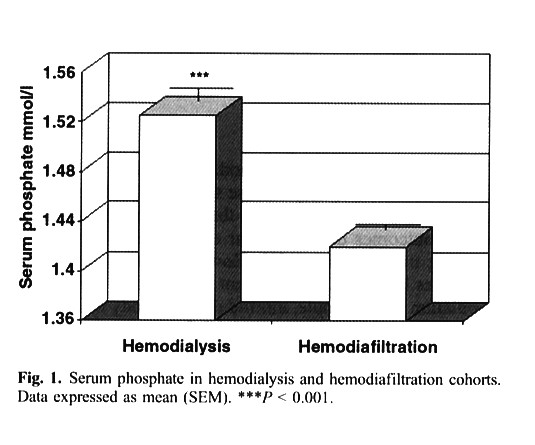 1.56
***
1.52
1.48
1.44
1.4
1.36
Serum phosphate mmol/l
Hemodialysis Hemodiafiltration
Fig. 1. Serum phosphate in hemodialysis and hemodiafiltration cohorts.
Data expressed as mean (SEM). ***P < 0.001.